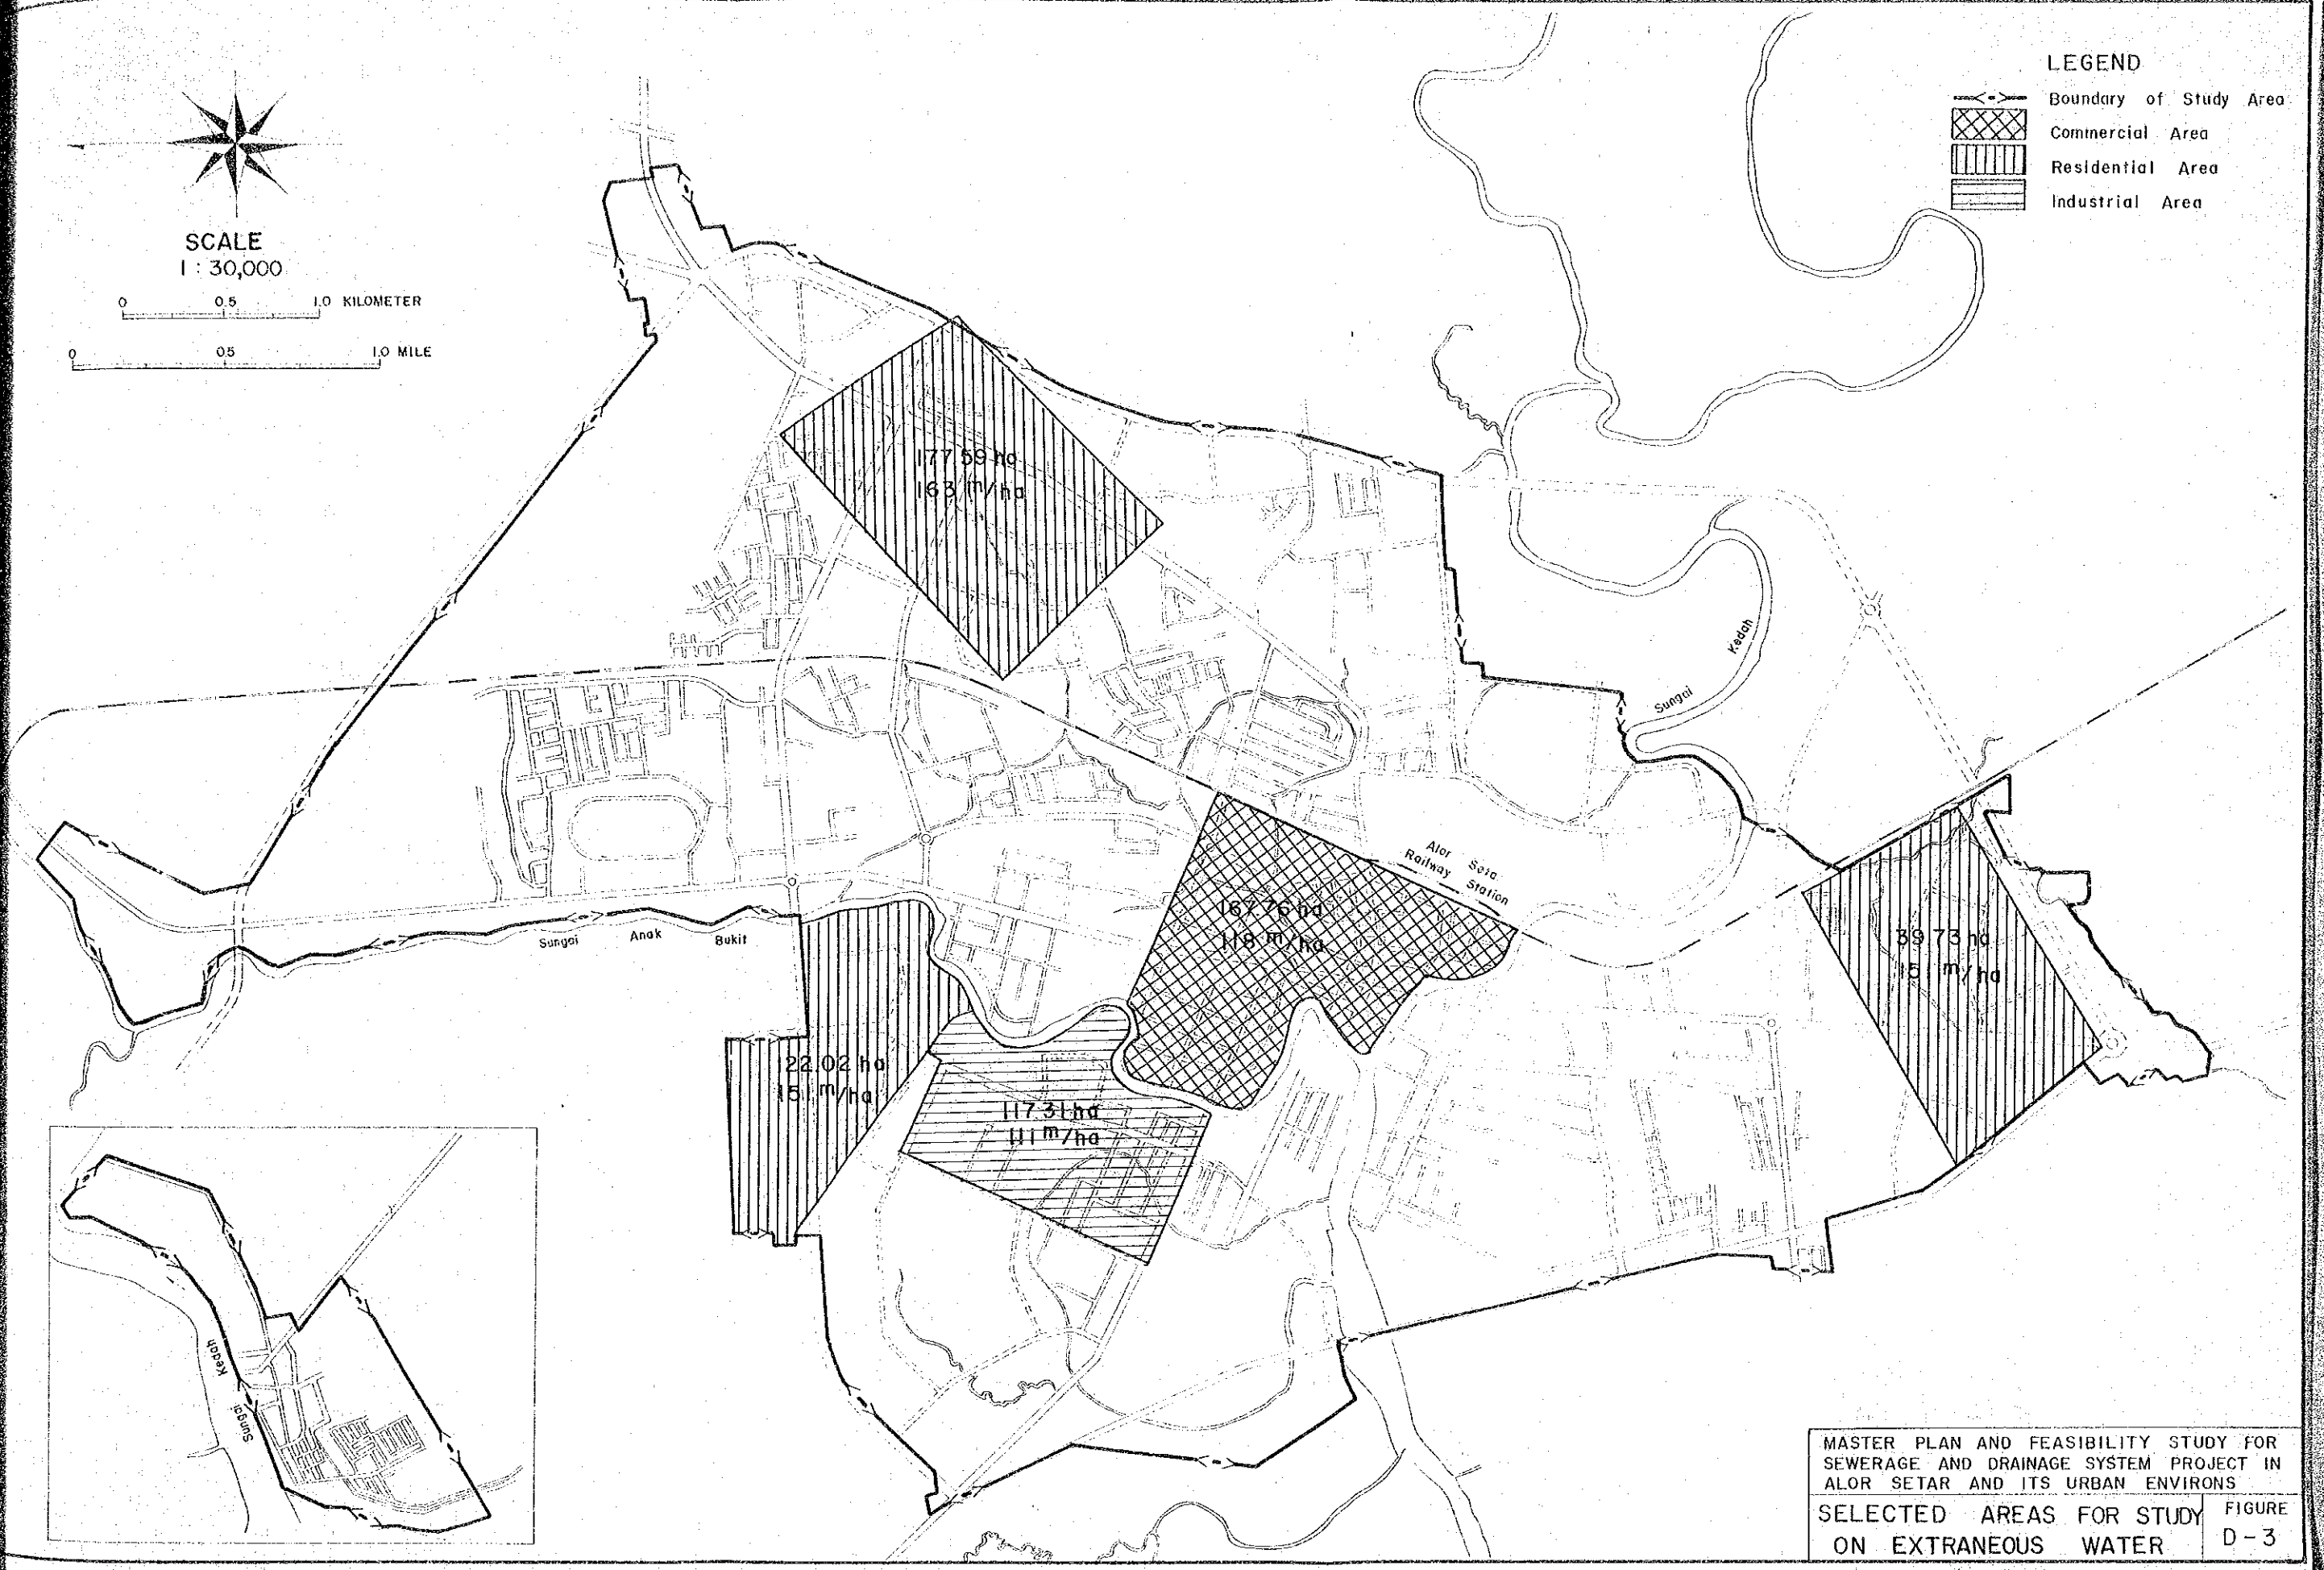 LEGEND
Boundary of Study Area
Commercial Area
Residential Area
Industrial Area
SCALE
1 : 30,000
0 0.5 1.0 KILOMETER
0 0.5 1.0 MILE
177.59 ha
163 m/ha
Kedah
Sungai
Alor Seta
Railway Station
167.76 ha
118 m/ha
139.73 ha
151 m/ha
Sungai Anak Bukit
122.02 ha
151 m/ha
117.31 ha
111 m/ha
Kedah
Sungai
MASTER PLAN AND FEASIBILITY STUDY FOR
SEWERAGE AND DRAINAGE SYSTEM PROJECT IN
ALOR SETAR AND ITS URBAN ENVIRONS
SELECTED AREAS FOR STUDY
ON EXTRANEOUS WATER
FIGURE
D-3